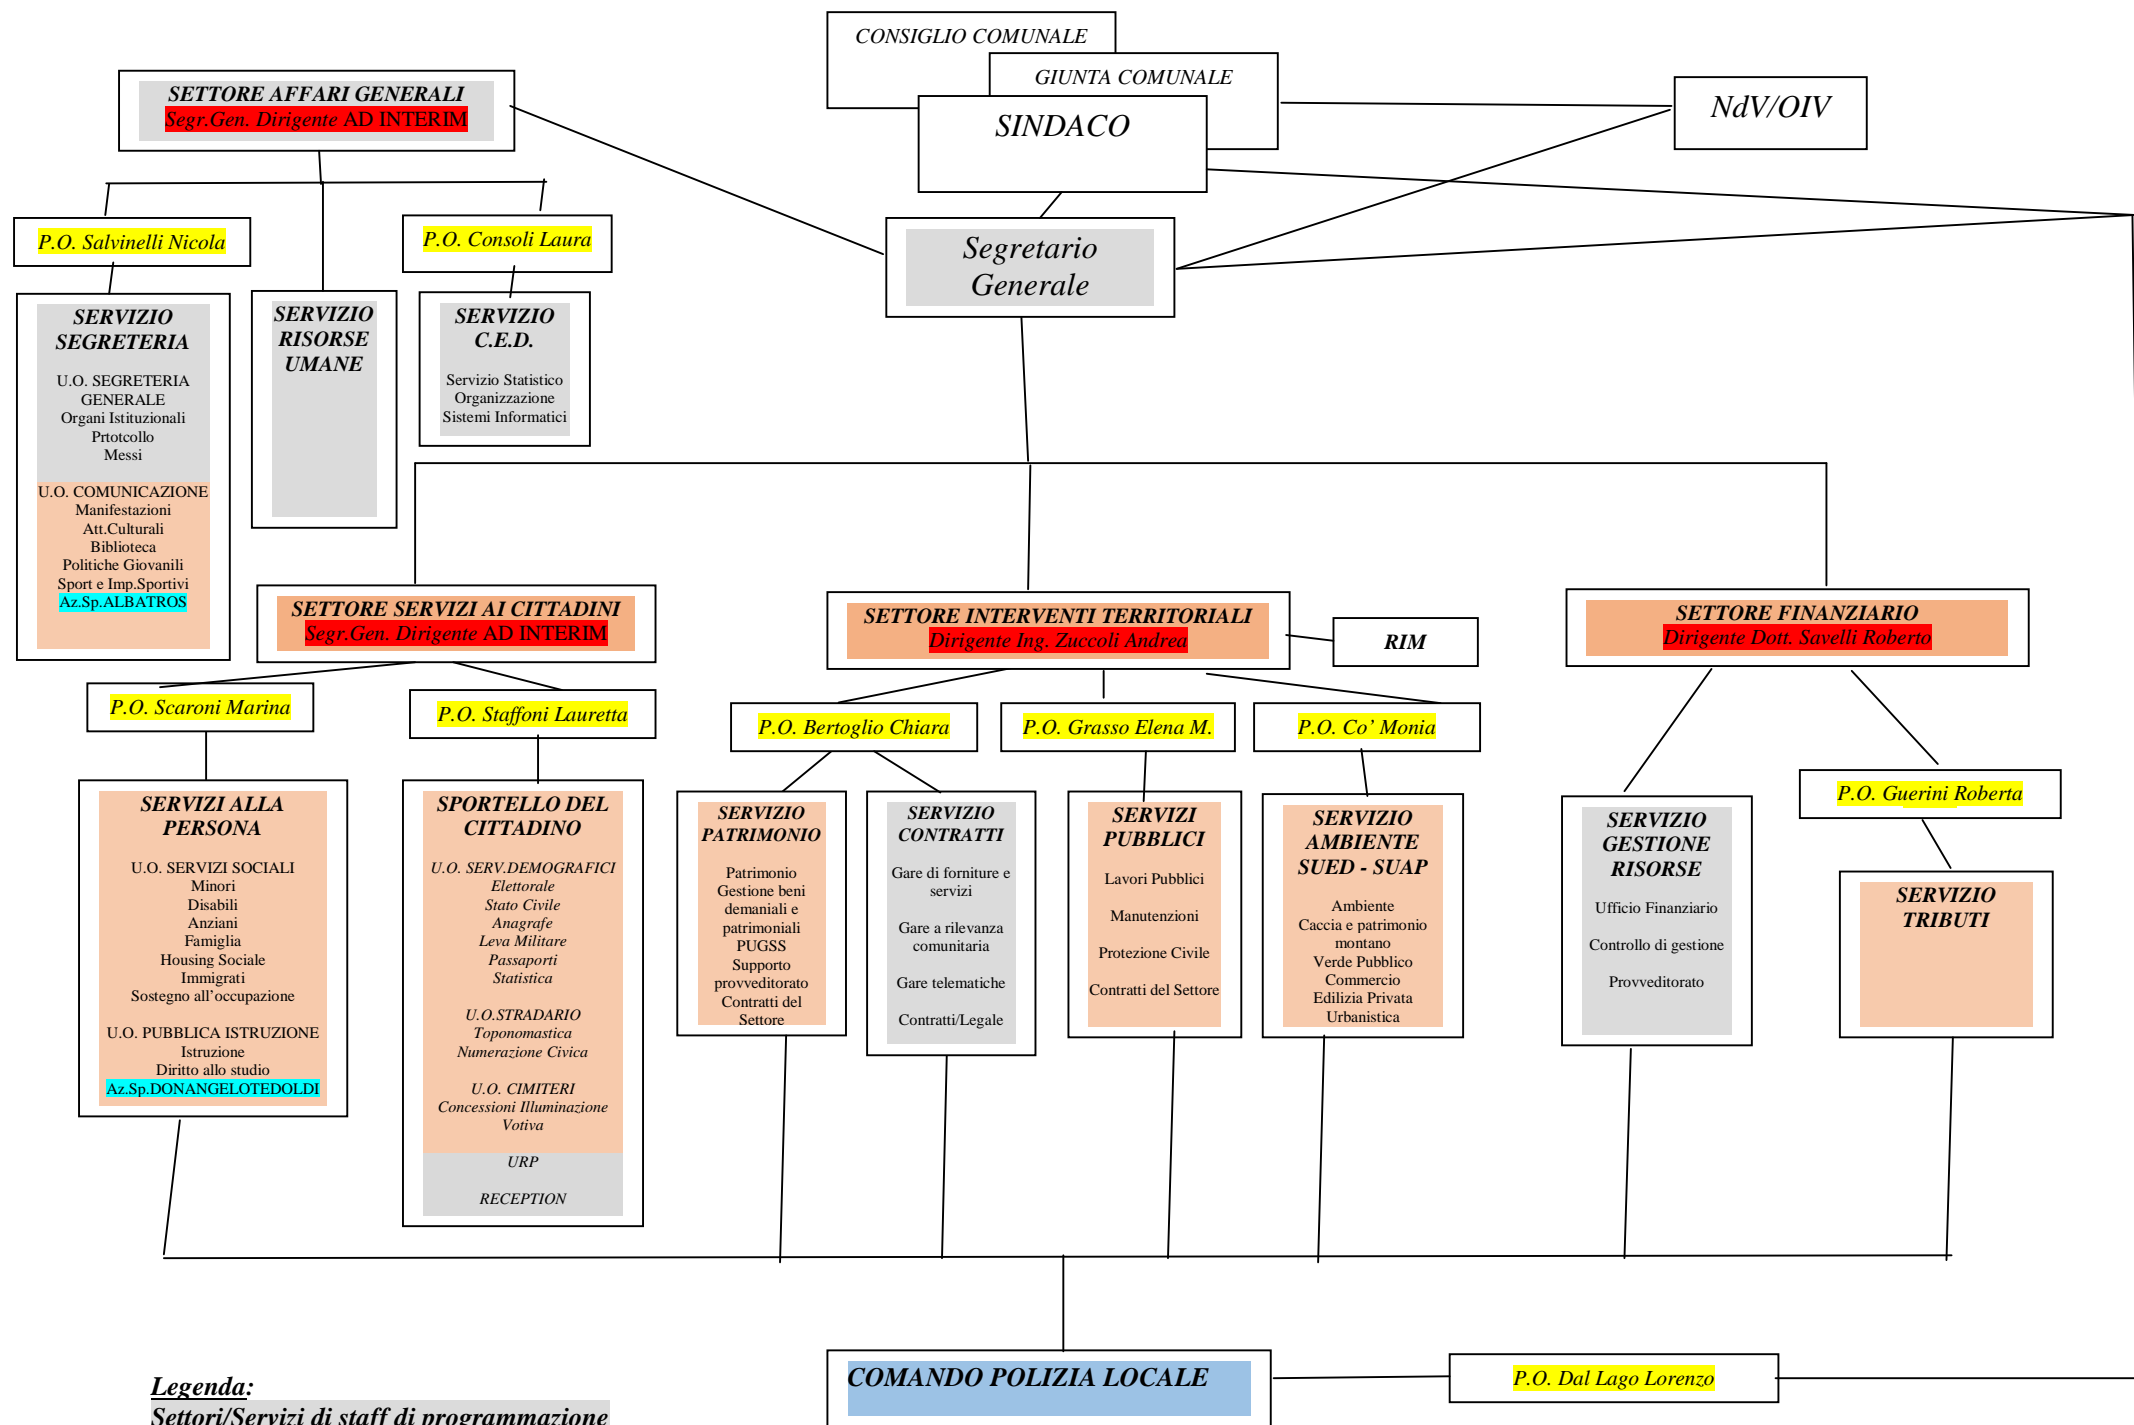 CONSIGLIO COMUNALE
GIUNTA COMUNALE
SINDACO
NdV/OIV
SETTORE AFFARI GENERALI
Segr.Gen. Dirigente AD INTERIM
Segretario
Generale
P.O. Salvinelli Nicola
P.O. Consoli Laura
SERVIZIO
SEGRETERIA
U.O. SEGRETERIA
GENERALE
Organi Istituzionali
Prtotcollo
Messi
U.O. COMUNICAZIONE
Manifestazioni
Att.Culturali
Biblioteca
Politiche Giovanili
Sport e Imp.Sportivi
Az.Sp.ALBATROS
SERVIZIO
RISORSE
UMANE
SERVIZIO
C.E.D.
Servizio Statistico
Organizzazione
Sistemi Informatici
SETTORE SERVIZI AI CITTADINI
Segr.Gen. Dirigente AD INTERIM
SETTORE INTERVENTI TERRITORIALI
Dirigente Ing. Zuccoli Andrea
RIM
SETTORE FINANZIARIO
Dirigente Dott. Savelli Roberto
P.O. Scaroni Marina
P.O. Staffoni Lauretta
P.O. Bertoglio Chiara
P.O. Grasso Elena M.
P.O. Co’ Monia
P.O. Guerini Roberta
SERVIZI ALLA
PERSONA
U.O. SERVIZI SOCIALI
Minori
Disabili
Anziani
Famiglia
Housing Sociale
Immigrati
Sostegno all’occupazione
U.O. PUBBLICA ISTRUZIONE
Istruzione
Diritto allo studio
Az.Sp.DONANGELOTEDOLDI
SPORTELLO DEL
CITTADINO
U.O. SERV.DEMOGRAFICI
Elettorale
Stato Civile
Anagrafe
Leva Militare
Passaporti
Statistica
U.O.STRADARIO
Toponomastica
Numerazione Civica
U.O. CIMITERI
Concessioni Illuminazione
Votiva
URP
RECEPTION
SERVIZIO
PATRIMONIO
Patrimonio
Gestione beni
demaniali e
patrimoniali
PUGSS
Supporto
provveditorato
Contratti del
Settore
SERVIZIO
CONTRATTI
Gare di forniture e
servizi
Gare a rilevanza
comunitaria
Gare telematiche
Contratti/Legale
SERVIZI
PUBBLICI
Lavori Pubblici
Manutenzioni
Protezione Civile
Contratti del Settore
SERVIZIO
AMBIENTE
SUED - SUAP
Ambiente
Caccia e patrimonio
montano
Verde Pubblico
Commercio
Edilizia Privata
Urbanistica
SERVIZIO
GESTIONE
RISORSE
Ufficio Finanziario
Controllo di gestione
Provveditorato
SERVIZIO
TRIBUTI
COMANDO POLIZIA LOCALE
P.O. Dal Lago Lorenzo
Legenda:
Settori/Servizi di staff di programmazione